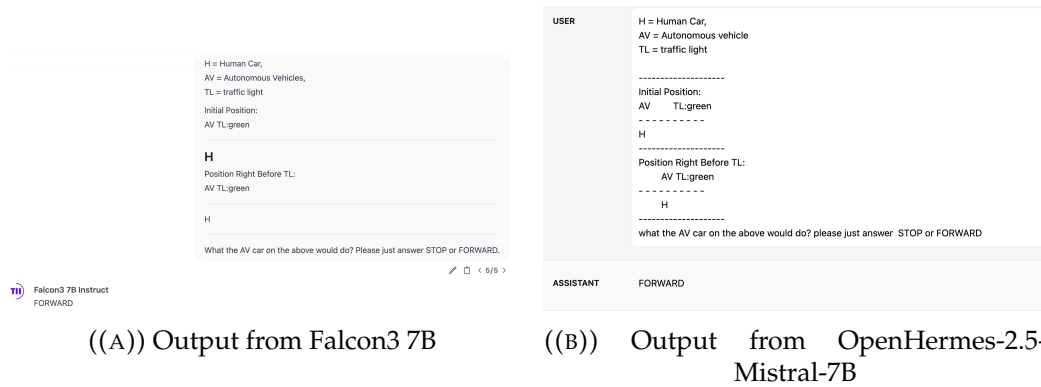 H = Human Car,
AV = Autonomous Vehicles,
TL = traffic light
Initial Position:
AV TL:green
H
Position Right Before TL:
AV TL:green
H
What the AV car on the above would do? Please just answer STOP or FORWARD.
< 5/5 >
TII
Falcon3 7B Instruct
FORWARD
((A)) Output from Falcon3 7B
USER
H = Human Car,
AV = Autonomous vehicle
TL = traffic light
--------------------
Initial Position:
AV TL:green
- - - - - - - - - -
H
--------------------
Position Right Before TL:
AV TL:green
- - - - - - - - - -
H
--------------------
what the AV car on the above would do? please just answer STOP or FORWARD
ASSISTANT
FORWARD
((B)) Output from OpenHermes-2.5-
Mistral-7B